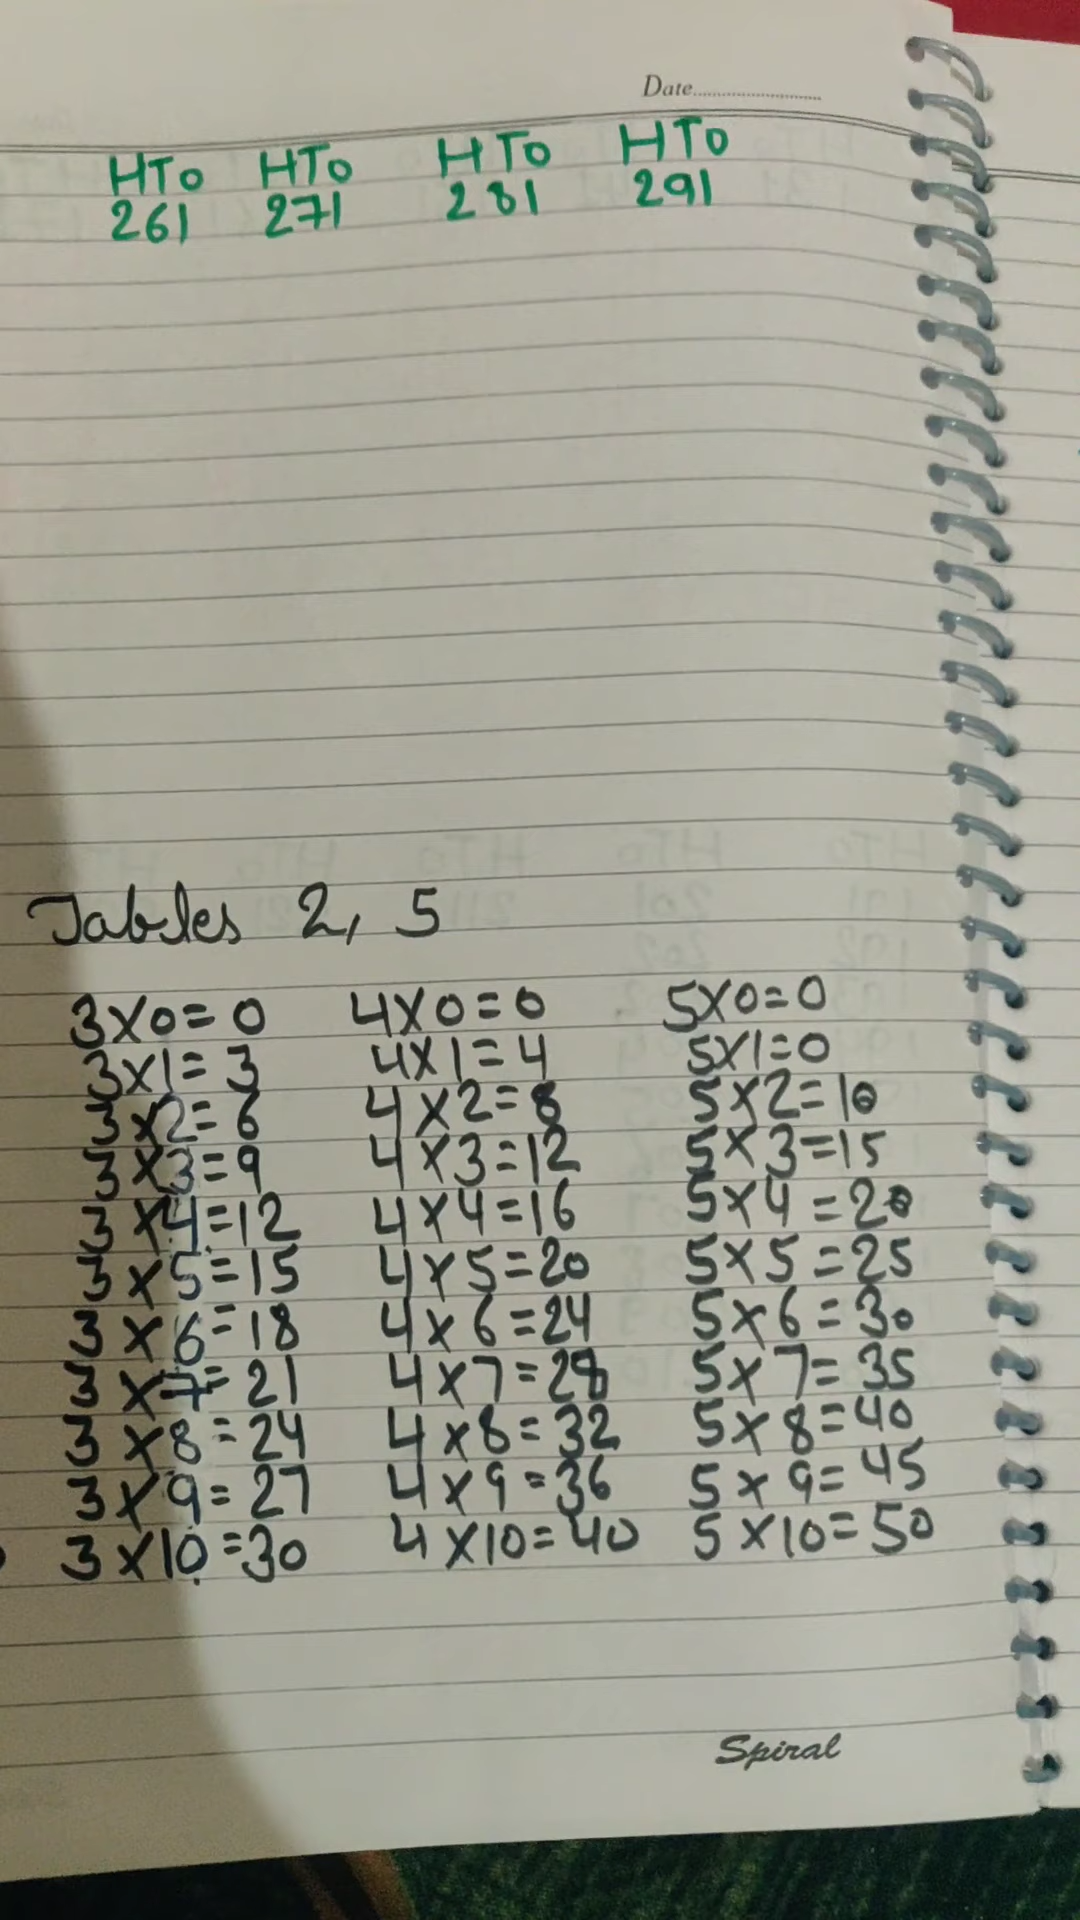 Date
HTO HTO HTO HTO
261 271 281 291
Tables 2, 5
3X0=0 4X0=0 5X0=0
3X1=3 4X1=4 5X1=0
3X2=6 4X2=8 5X2=10
3X3=9 4X3=12 5X3=15
3X4=12 4X4=16 5X4=20
3X5=15 4X5=20 5X5=25
3X6=18 4X6=24 5X6=30
3X7=21 4X7=28 5X7=35
3X8=24 4X8=32 5X8=40
3X9=27 4X9=36 5X9=45
3X10=30 4X10=40 5X10=50
Spiral